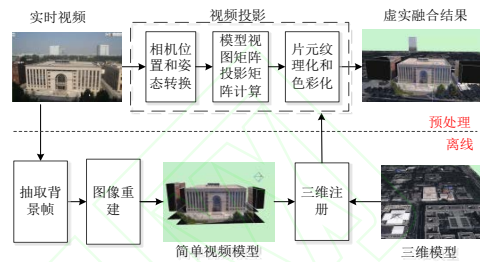 实时视频
视频投影
虚实融合结果
相机位
置和姿
态转换
模型视
图矩阵
投影矩
阵计算
片元纹
理化和
色彩化
预处理
离线
抽取背
景帧
图像重
建
三维注
册
简单视频模型
三维模型